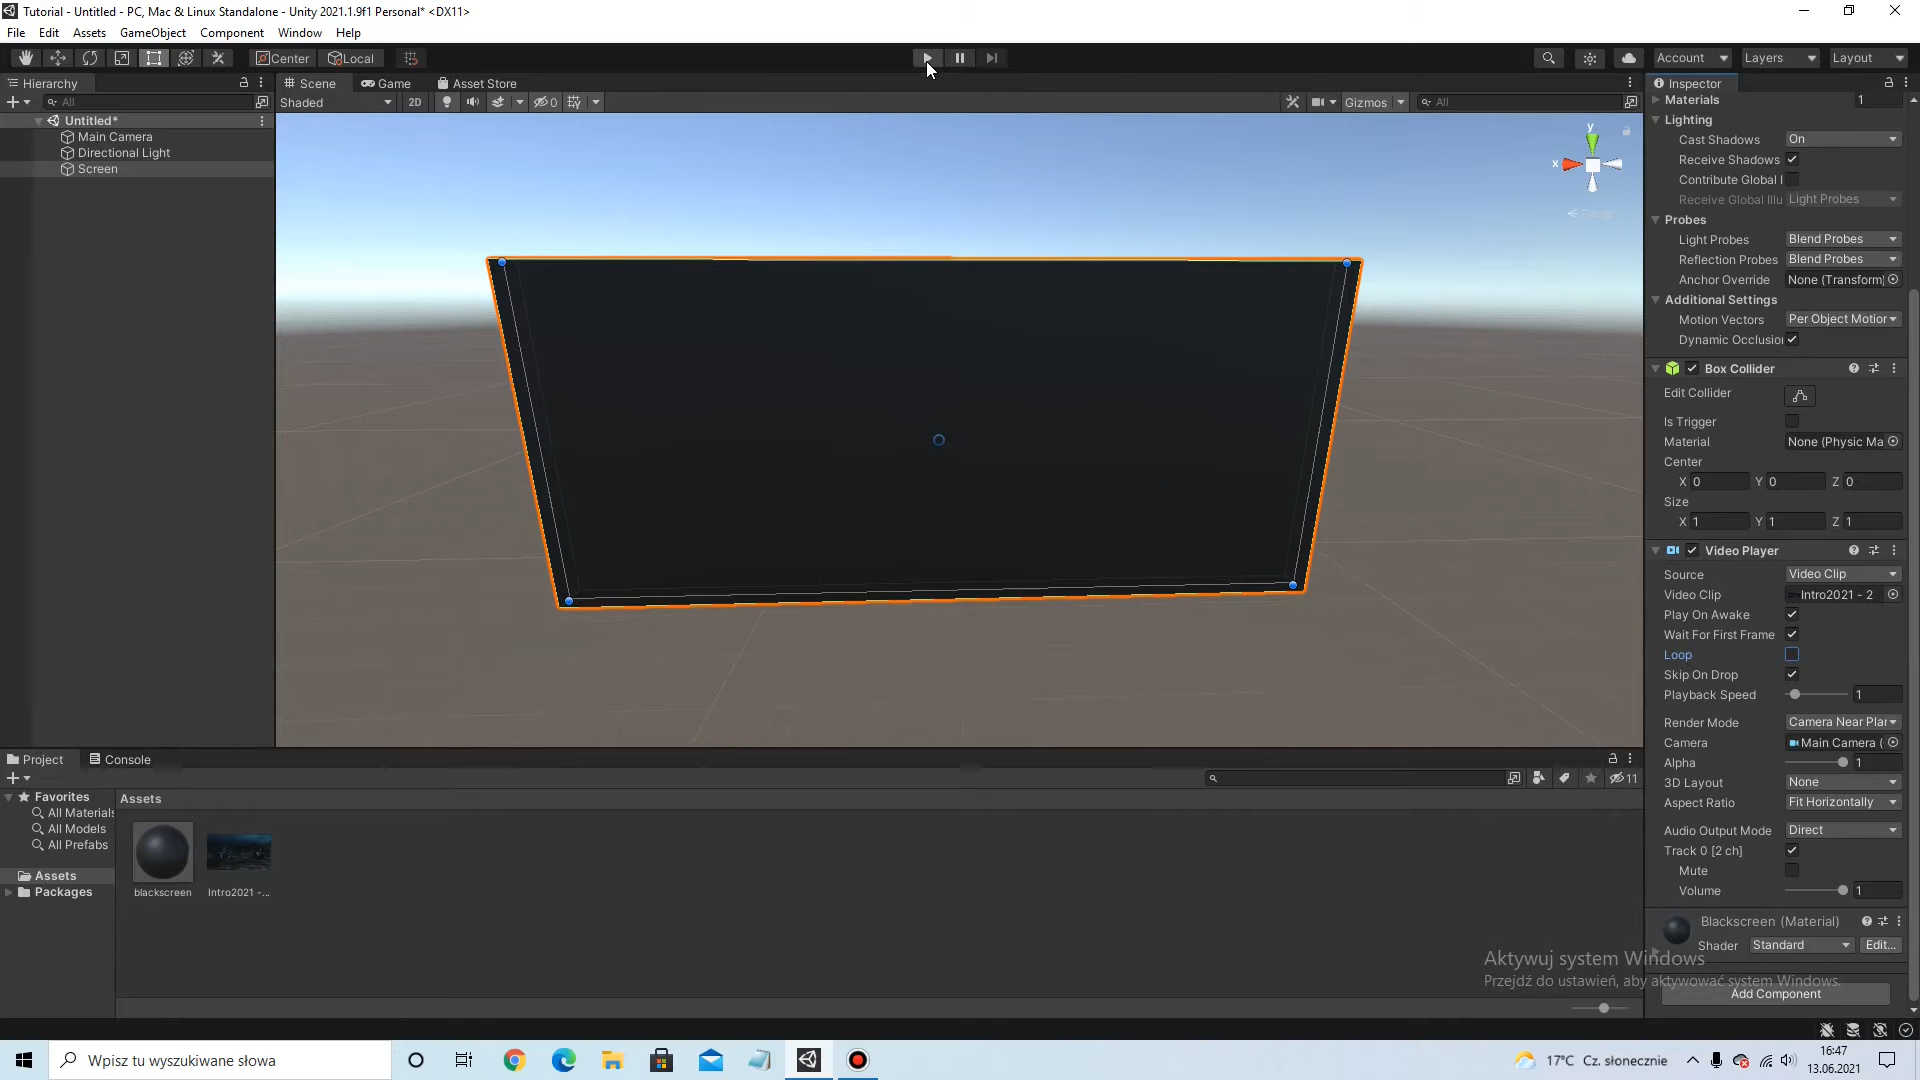 Tutorial - Untitled - PC, Mac & Linux Standalone - Unity 2021.1.9f1 Personal* <DX11>
File Edit Assets GameObject Component Window Help
Center Local Account Layers Layout
Hierarchy
All
Untitled*
Main Camera
Directional Light
Screen
Scene Game Asset Store
Shaded 2D 0 Gizmos All
y
x
Inspector
Materials 1
Lighting
Cast Shadows On
Receive Shadows
Contribute Global I
Receive Global Illu Light Probes
Probes
Light Probes Blend Probes
Reflection Probes Blend Probes
Anchor Override None (Transform)
Additional Settings
Motion Vectors Per Object Motion
Dynamic Occlusion
Box Collider
Edit Collider
Is Trigger
Material None (Physic Ma
Center
X 0 Y 0 Z 0
Size
X 1 Y 1 Z 1
Video Player
Source Video Clip
Video Clip Intro2021 - 2
Play On Awake
Wait For First Frame
Loop
Skip On Drop
Playback Speed 1
Render Mode Camera Near Plan
Camera Main Camera (
Alpha 1
3D Layout None
Aspect Ratio Fit Horizontally
Audio Output Mode Direct
Track 0 [2 ch]
Mute
Volume 1
Blackscreen (Material)
Shader Standard Edit...
Add Component
Project Console
11
Favorites
All Materials
All Models
All Prefabs
Assets
Packages
Assets
blackscreen Intro2021 -...
Aktywuj system Windows
Przejdź do ustawień, aby aktywować system Windows.
Wpisz tu wyszukiwane słowa
17°C Cz. słonecznie
16:47
13.06.2021